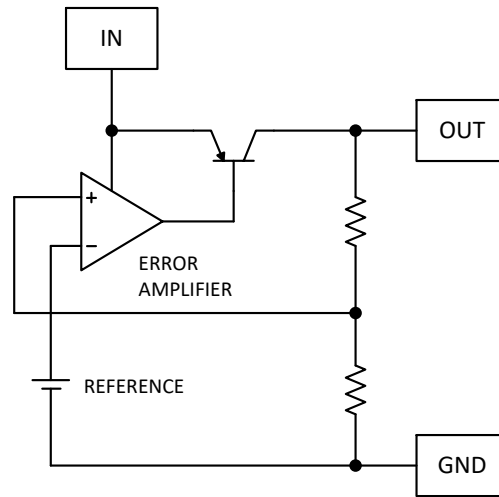 IN
OUT
+
−
ERROR
AMPLIFIER
REFERENCE
GND